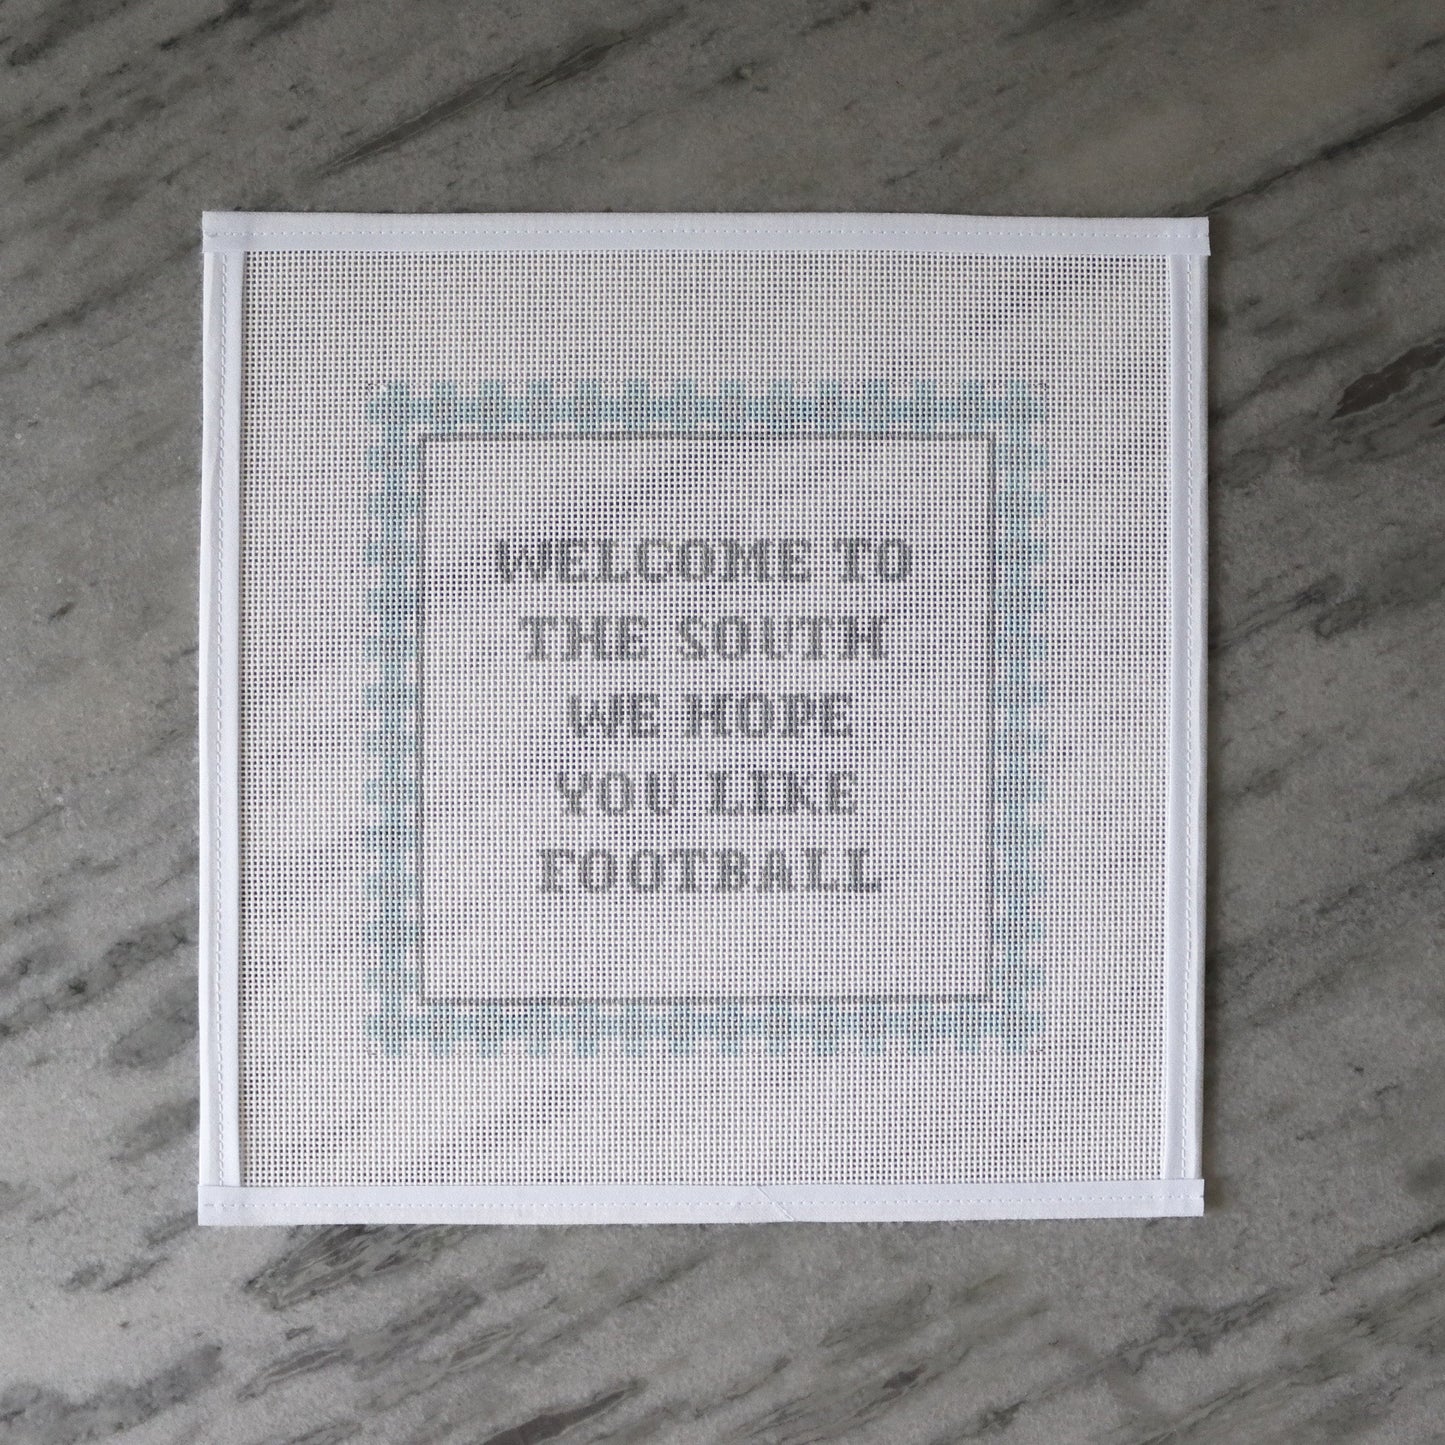 WELCOME TO
THE SOUTH
WE HOPE
YOU LIKE
FOOTBALL